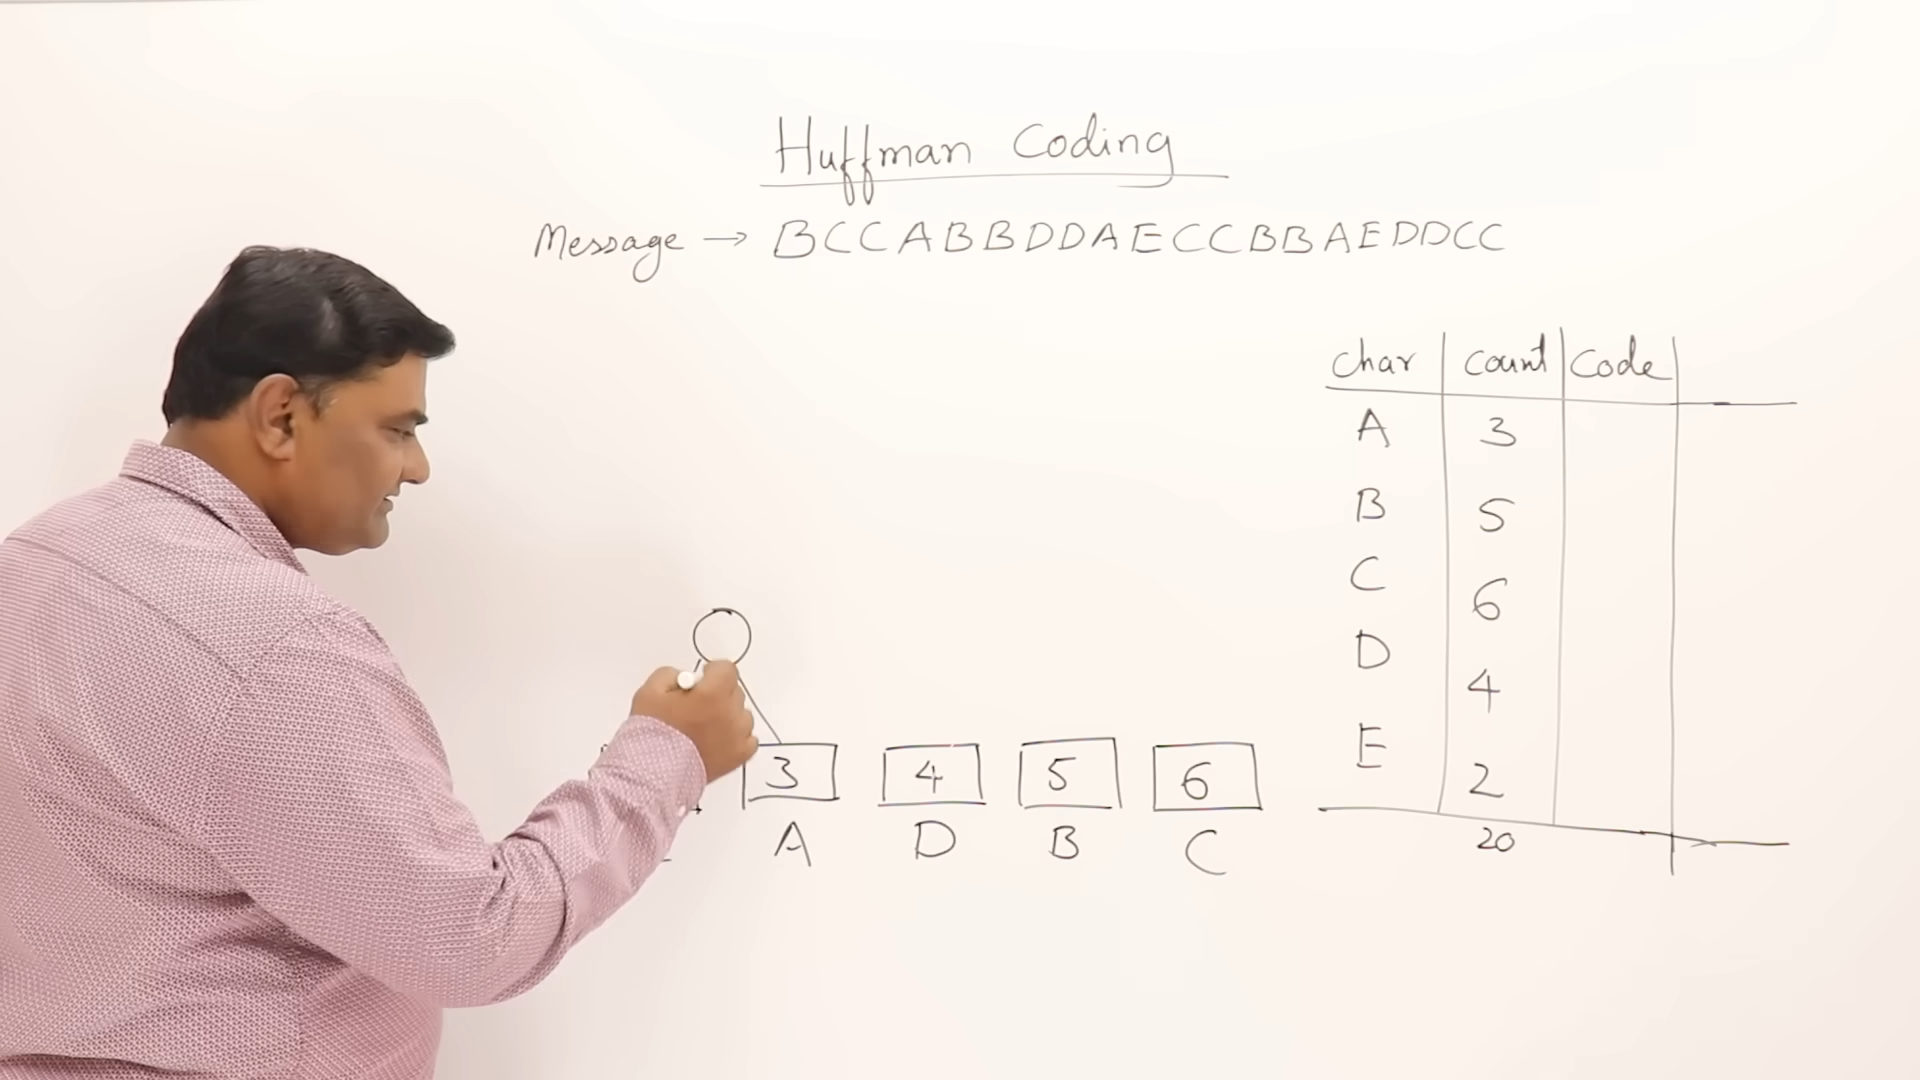 Huffman Coding
Message → BCCABBDDAECCBBAEDDCC
Char Count Code
A 3
B 5
C 6
D 4
E 2
20
3 4 5 6
A D B C